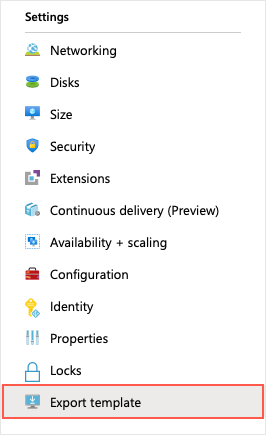 Settings
Networking
Disks
Size
Security
Extensions
Continuous delivery (Preview)
Availability + scaling
Configuration
Identity
Properties
Locks
Export template